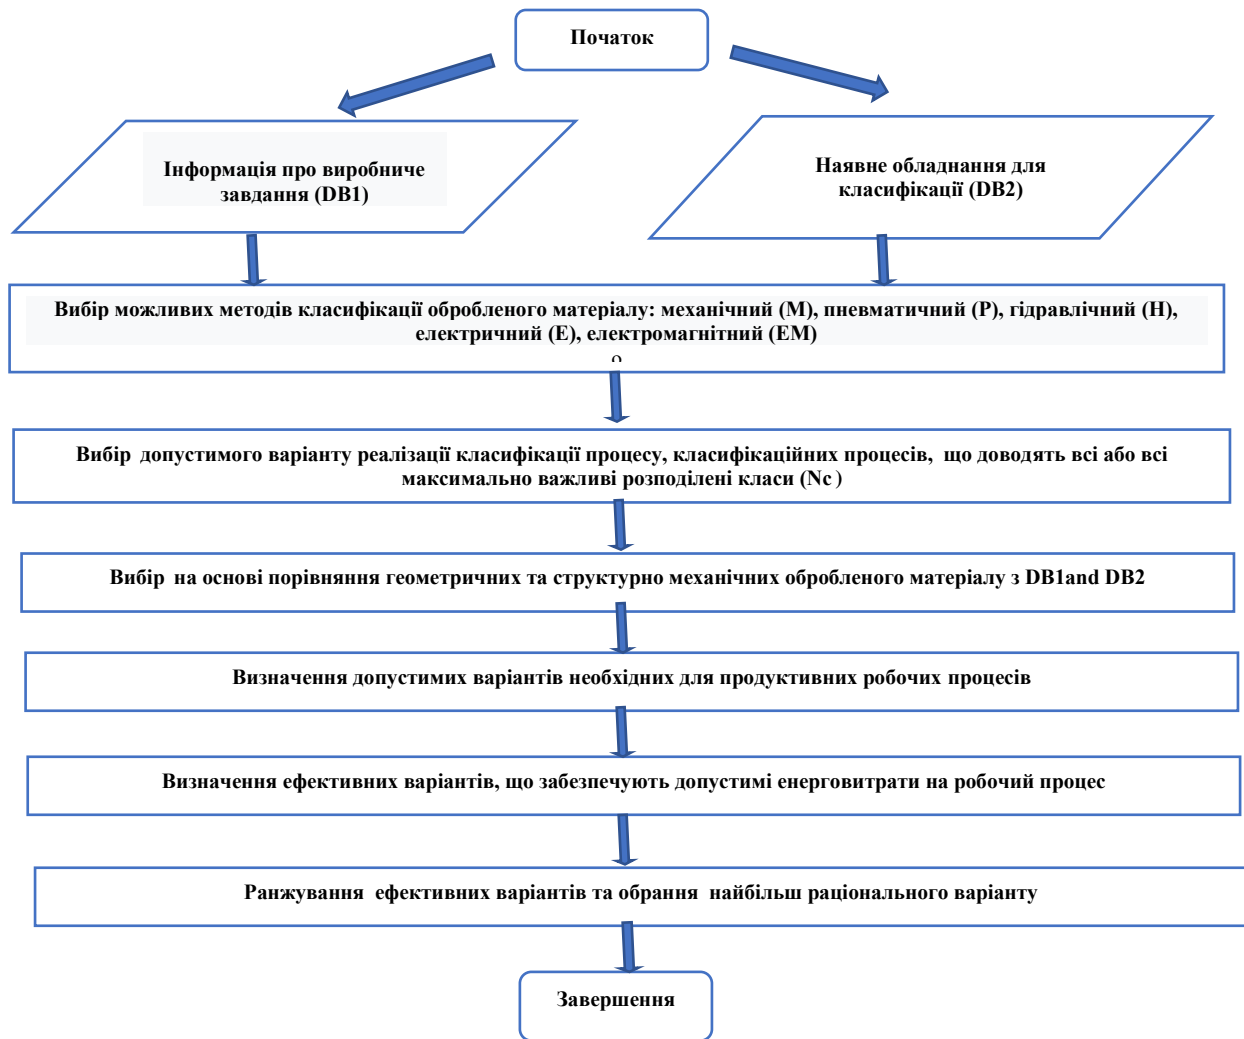 Початок
Інформація про виробниче
завдання (DB1)
Наявне обладнання для
класифікації (DB2)
Вибір можливих методів класифікації обробленого матеріалу: механічний (М), пневматичний (Р), гідравлічний (Н),
електричний (Е), електромагнітний (ЕМ)
о
Вибір допустимого варіанту реалізації класифікації процесу, класифікаційних процесів, що доводять всі або всі
максимально важливі розподілені класи (Nc )
Вибір на основі порівняння геометричних та структурно механічних обробленого матеріалу з DB1and DB2
Визначення допустимих варіантів необхідних для продуктивних робочих процесів
Визначення ефективних варіантів, що забезпечують допустимі енерговитрати на робочий процес
Ранжування ефективних варіантів та обрання найбільш раціонального варіанту
Завершення